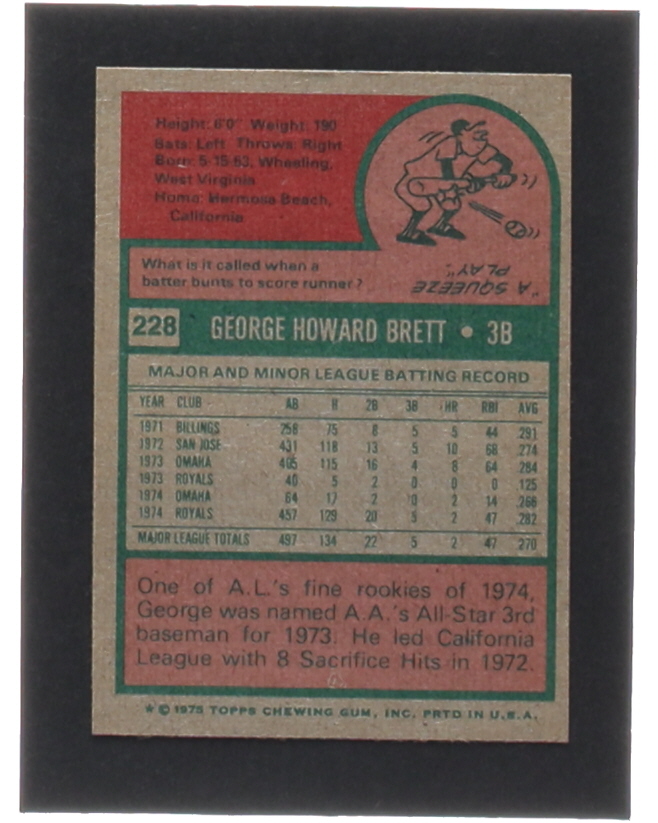 Height: 6'0" Weight: 190
Bats: Left Throws: Right
Born: 5-15-53, Wheeling,
West Virginia
Home: Hermosa Beach,
California
What is it called when a
batter bunts to score runner?
"A SQUEEZE
PLAY".
228 GEORGE HOWARD BRETT • 3B
MAJOR AND MINOR LEAGUE BATTING RECORD
YEAR CLUB AB H 2B 3B HR RBI AVG
1971 BILLINGS 258 75 8 5 5 44 .291
1972 SAN JOSE 431 118 13 5 10 68 .274
1973 OMAHA 405 115 16 4 8 64 .284
1973 ROYALS 40 5 2 0 0 0 .125
1974 OMAHA 64 17 2 0 2 14 .266
1974 ROYALS 457 129 20 5 2 47 .282
MAJOR LEAGUE TOTALS 497 134 22 5 2 47 .270
One of A.L.'s fine rookies of 1974,
George was named A.A.'s All-Star 3rd
baseman for 1973. He led California
League with 8 Sacrifice Hits in 1972.
★ © 1975 TOPPS CHEWING GUM, INC. PRTD IN U.S.A.